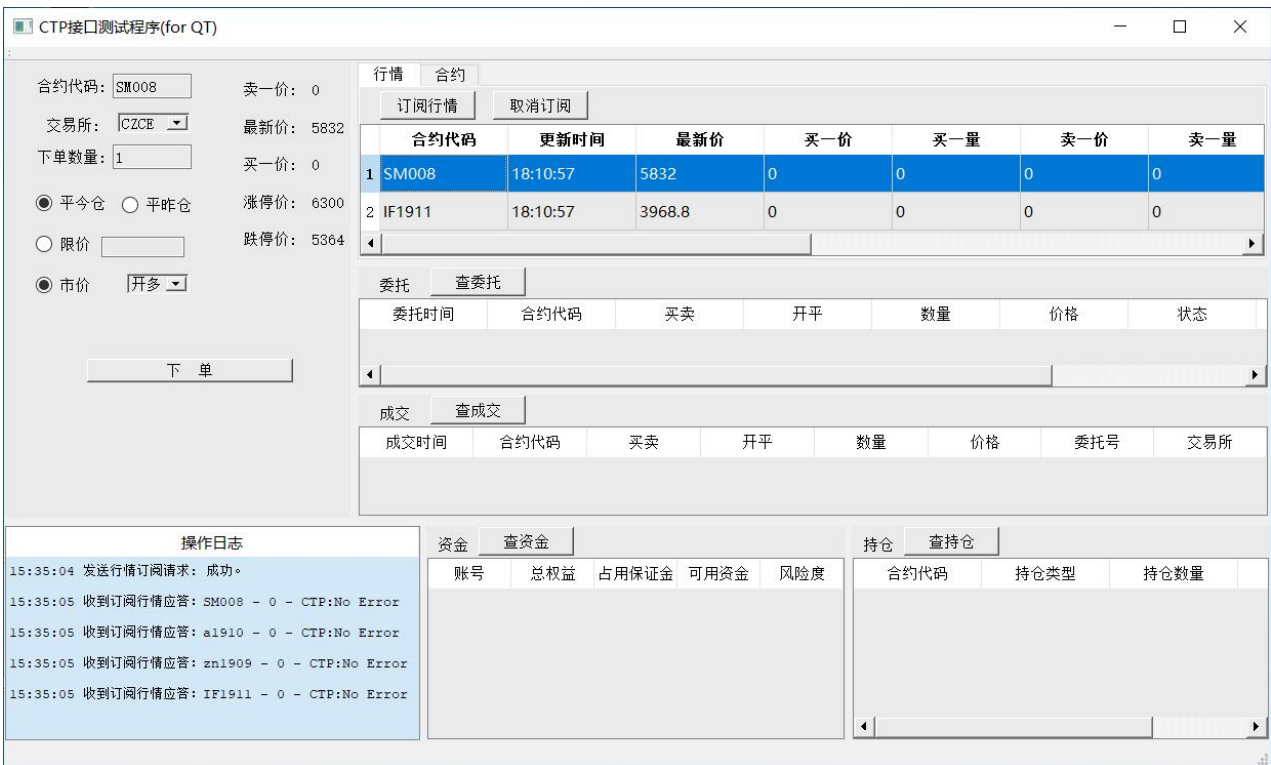 CTP接口测试程序(for QT)
合约代码: SM008
卖一价: 0
交易所: CZCE
最新价: 5832
下单数量: 1
买一价: 0
平今仓 平昨仓
涨停价: 6300
限价
跌停价: 5364
市价 开多
下 单
行情 合约
订阅行情 取消订阅
合约代码 更新时间 最新价 买一价 买一量 卖一价 卖一量
1 SM008 18:10:57 5832 0 0 0 0
2 IF1911 18:10:57 3968.8 0 0 0 0
委托 查委托
委托时间 合约代码 买卖 开平 数量 价格 状态
成交 查成交
成交时间 合约代码 买卖 开平 数量 价格 委托号 交易所
操作日志
15:35:04 发送行情订阅请求: 成功。
15:35:05 收到订阅行情应答: SM008 - 0 - CTP:No Error
15:35:05 收到订阅行情应答: a1910 - 0 - CTP:No Error
15:35:05 收到订阅行情应答: zn1909 - 0 - CTP:No Error
15:35:05 收到订阅行情应答: IF1911 - 0 - CTP:No Error
资金 查资金
账号 总权益 占用保证金 可用资金 风险度
持仓 查持仓
合约代码 持仓类型 持仓数量